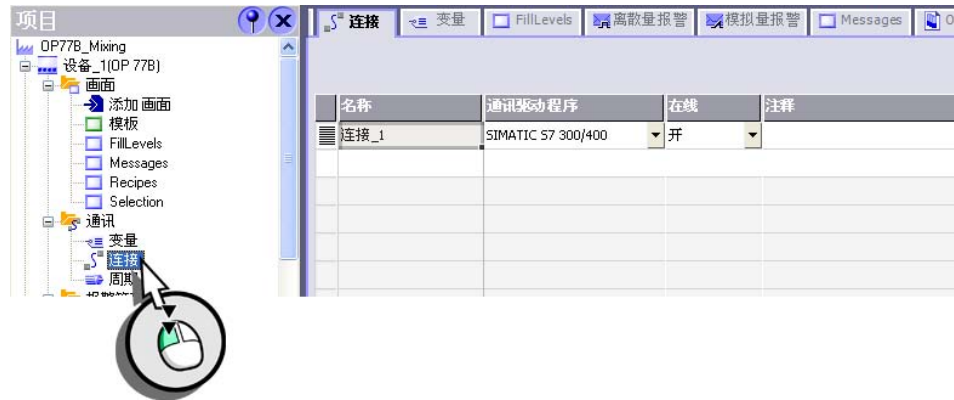 项目
OP77B_Mixing
设备_1(OP 77B)
画面
添加 画面
模板
FillLevels
Messages
Recipes
Selection
通讯
变量
连接
周期
连接 变量 FillLevels 离散量报警 模拟量报警 Messages
名称 通讯驱动程序 在线 注释
连接_1 SIMATIC S7 300/400 开